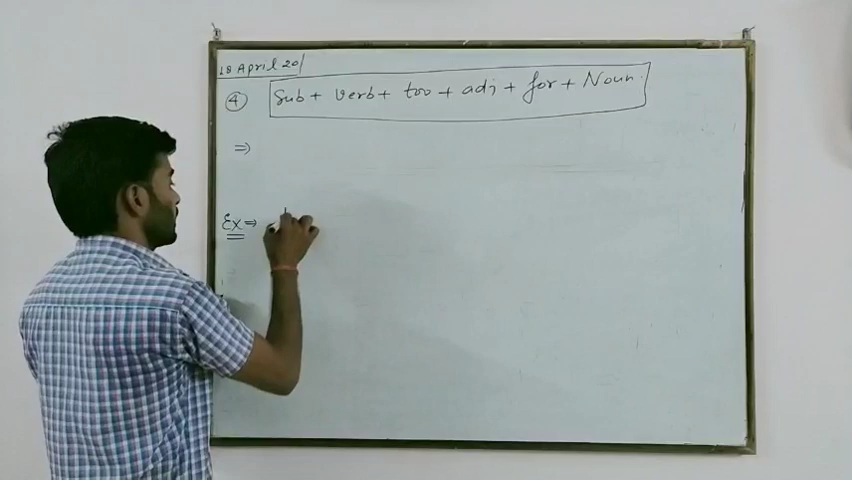 18 April 20
④ Sub + verb + too + adj + for + Noun.
⇒
Ex ⇒